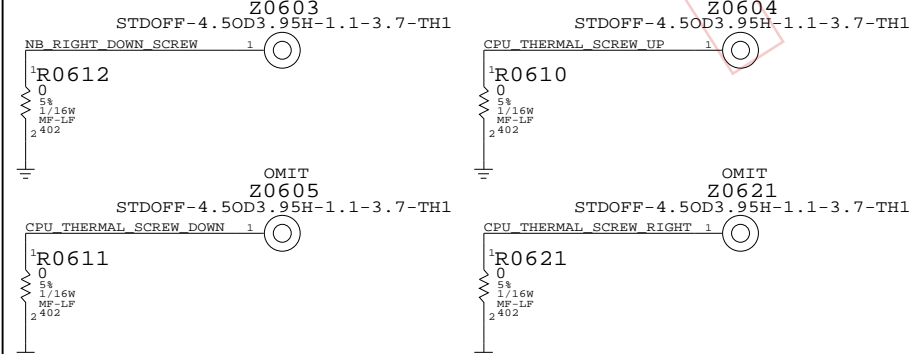 Z0603
STDOFF-4.5OD3.95H-1.1-3.7-TH1
NB_RIGHT_DOWN_SCREW 1
1 R0612
0
5%
1/16W
MF-LF
2 402
Z0604
STDOFF-4.5OD3.95H-1.1-3.7-TH1
CPU_THERMAL_SCREW_UP 1
1 R0610
0
5%
1/16W
MF-LF
2 402
OMIT
Z0605
STDOFF-4.5OD3.95H-1.1-3.7-TH1
CPU_THERMAL_SCREW_DOWN 1
1 R0611
0
5%
1/16W
MF-LF
2 402
OMIT
Z0621
STDOFF-4.5OD3.95H-1.1-3.7-TH1
CPU_THERMAL_SCREW_RIGHT 1
1 R0621
0
5%
1/16W
MF-LF
2 402